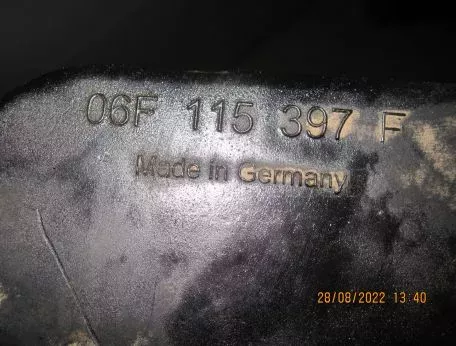 06F 115 397 F
Made in Germany
28/08/2022 13:40